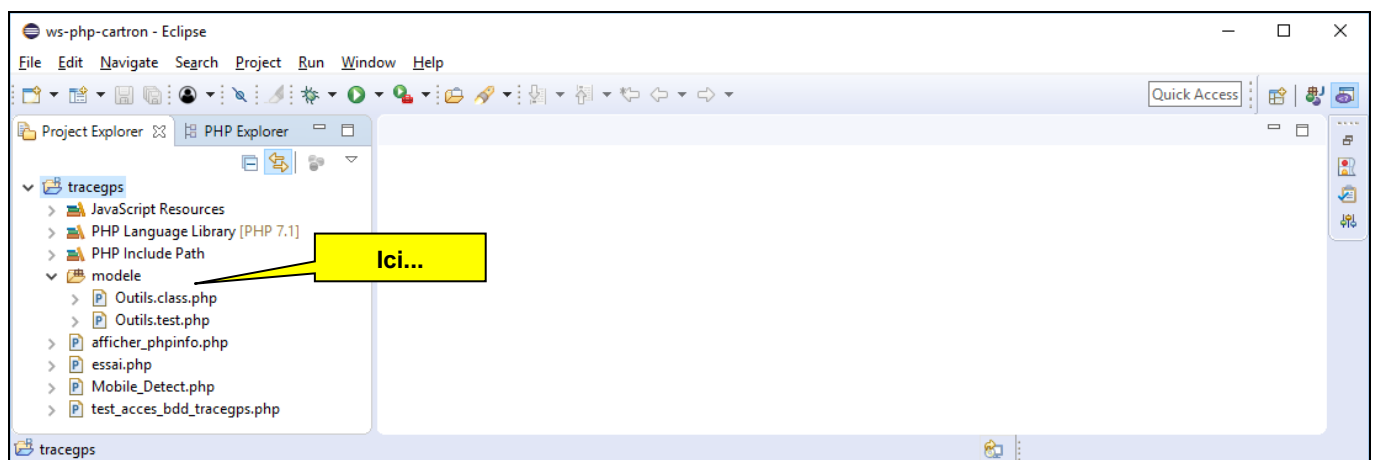 ws-php-cartron - Eclipse
File Edit Navigate Search Project Run Window Help
Quick Access
Project Explorer PHP Explorer
tracegps
JavaScript Resources
PHP Language Library [PHP 7.1]
PHP Include Path
Ici...
modele
Outils.class.php
Outils.test.php
afficher_phpinfo.php
essai.php
Mobile_Detect.php
test_acces_bdd_tracegps.php
tracegps